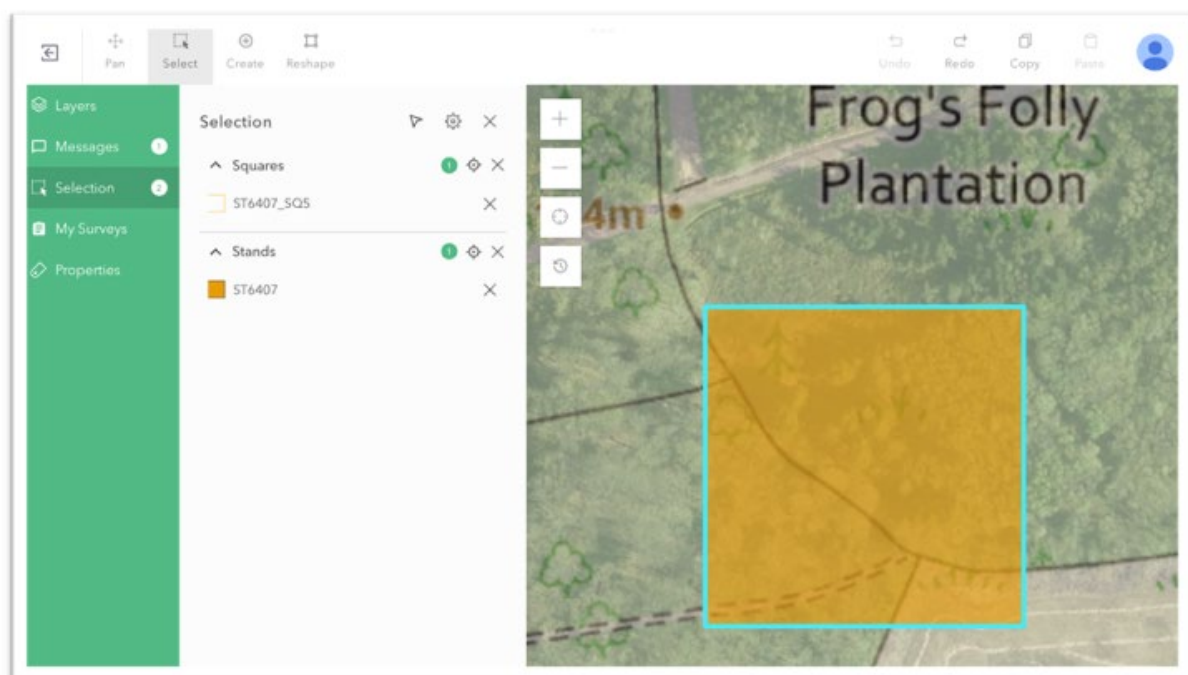 Pan
Select
Create
Reshape
Undo
Redo
Copy
Paste
Layers
Messages 1
Selection 2
My Surveys
Properties
Selection
Squares 1
ST6407_SQ5
Stands 1
ST6407
Frog's Folly
Plantation
4m